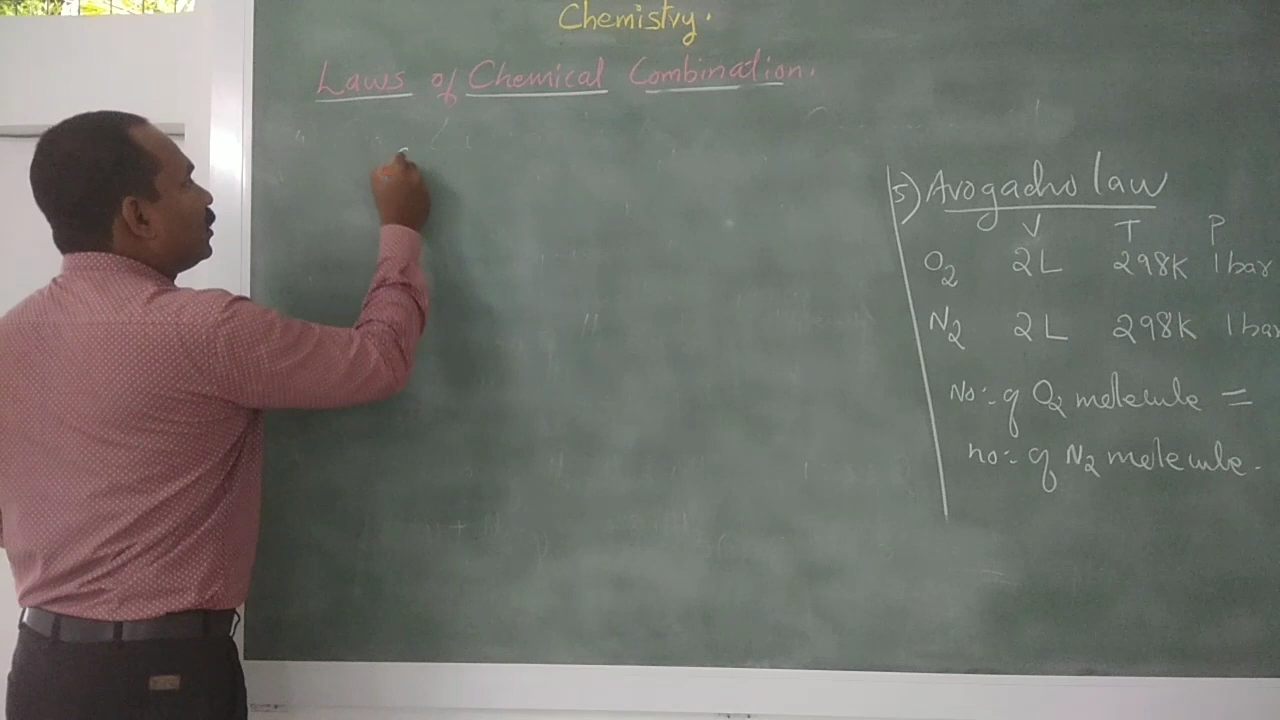 Chemistry.
Laws of Chemical Combination.
5) Avogadro law
V T P
O2 2L 298K 1bar
N2 2L 298K 1bar
No:- of O2 molecule =
no:- of N2 molecule.